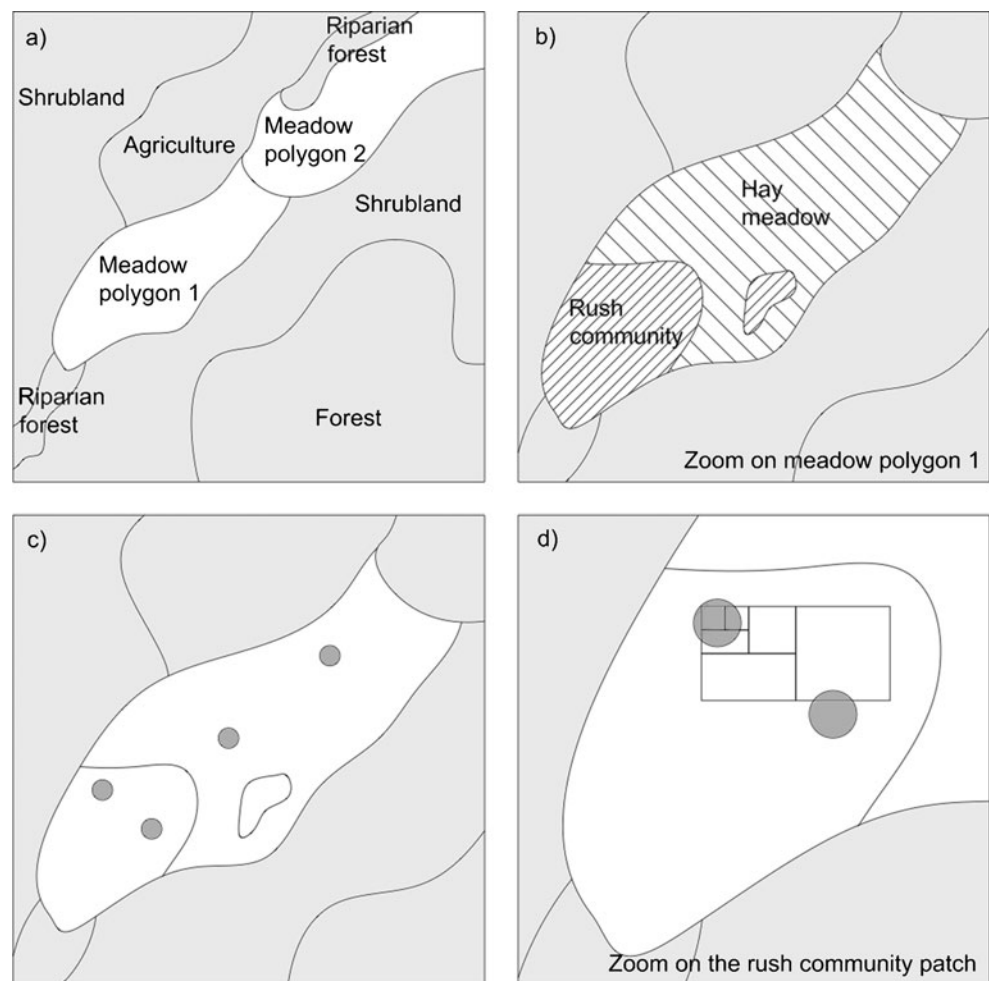 a)
Riparian
forest
Shrubland
Agriculture
Meadow
polygon 2
Shrubland
Meadow
polygon 1
Riparian
forest
Forest
b)
Hay
meadow
Rush
community
Zoom on meadow polygon 1
c)
d)
Zoom on the rush community patch